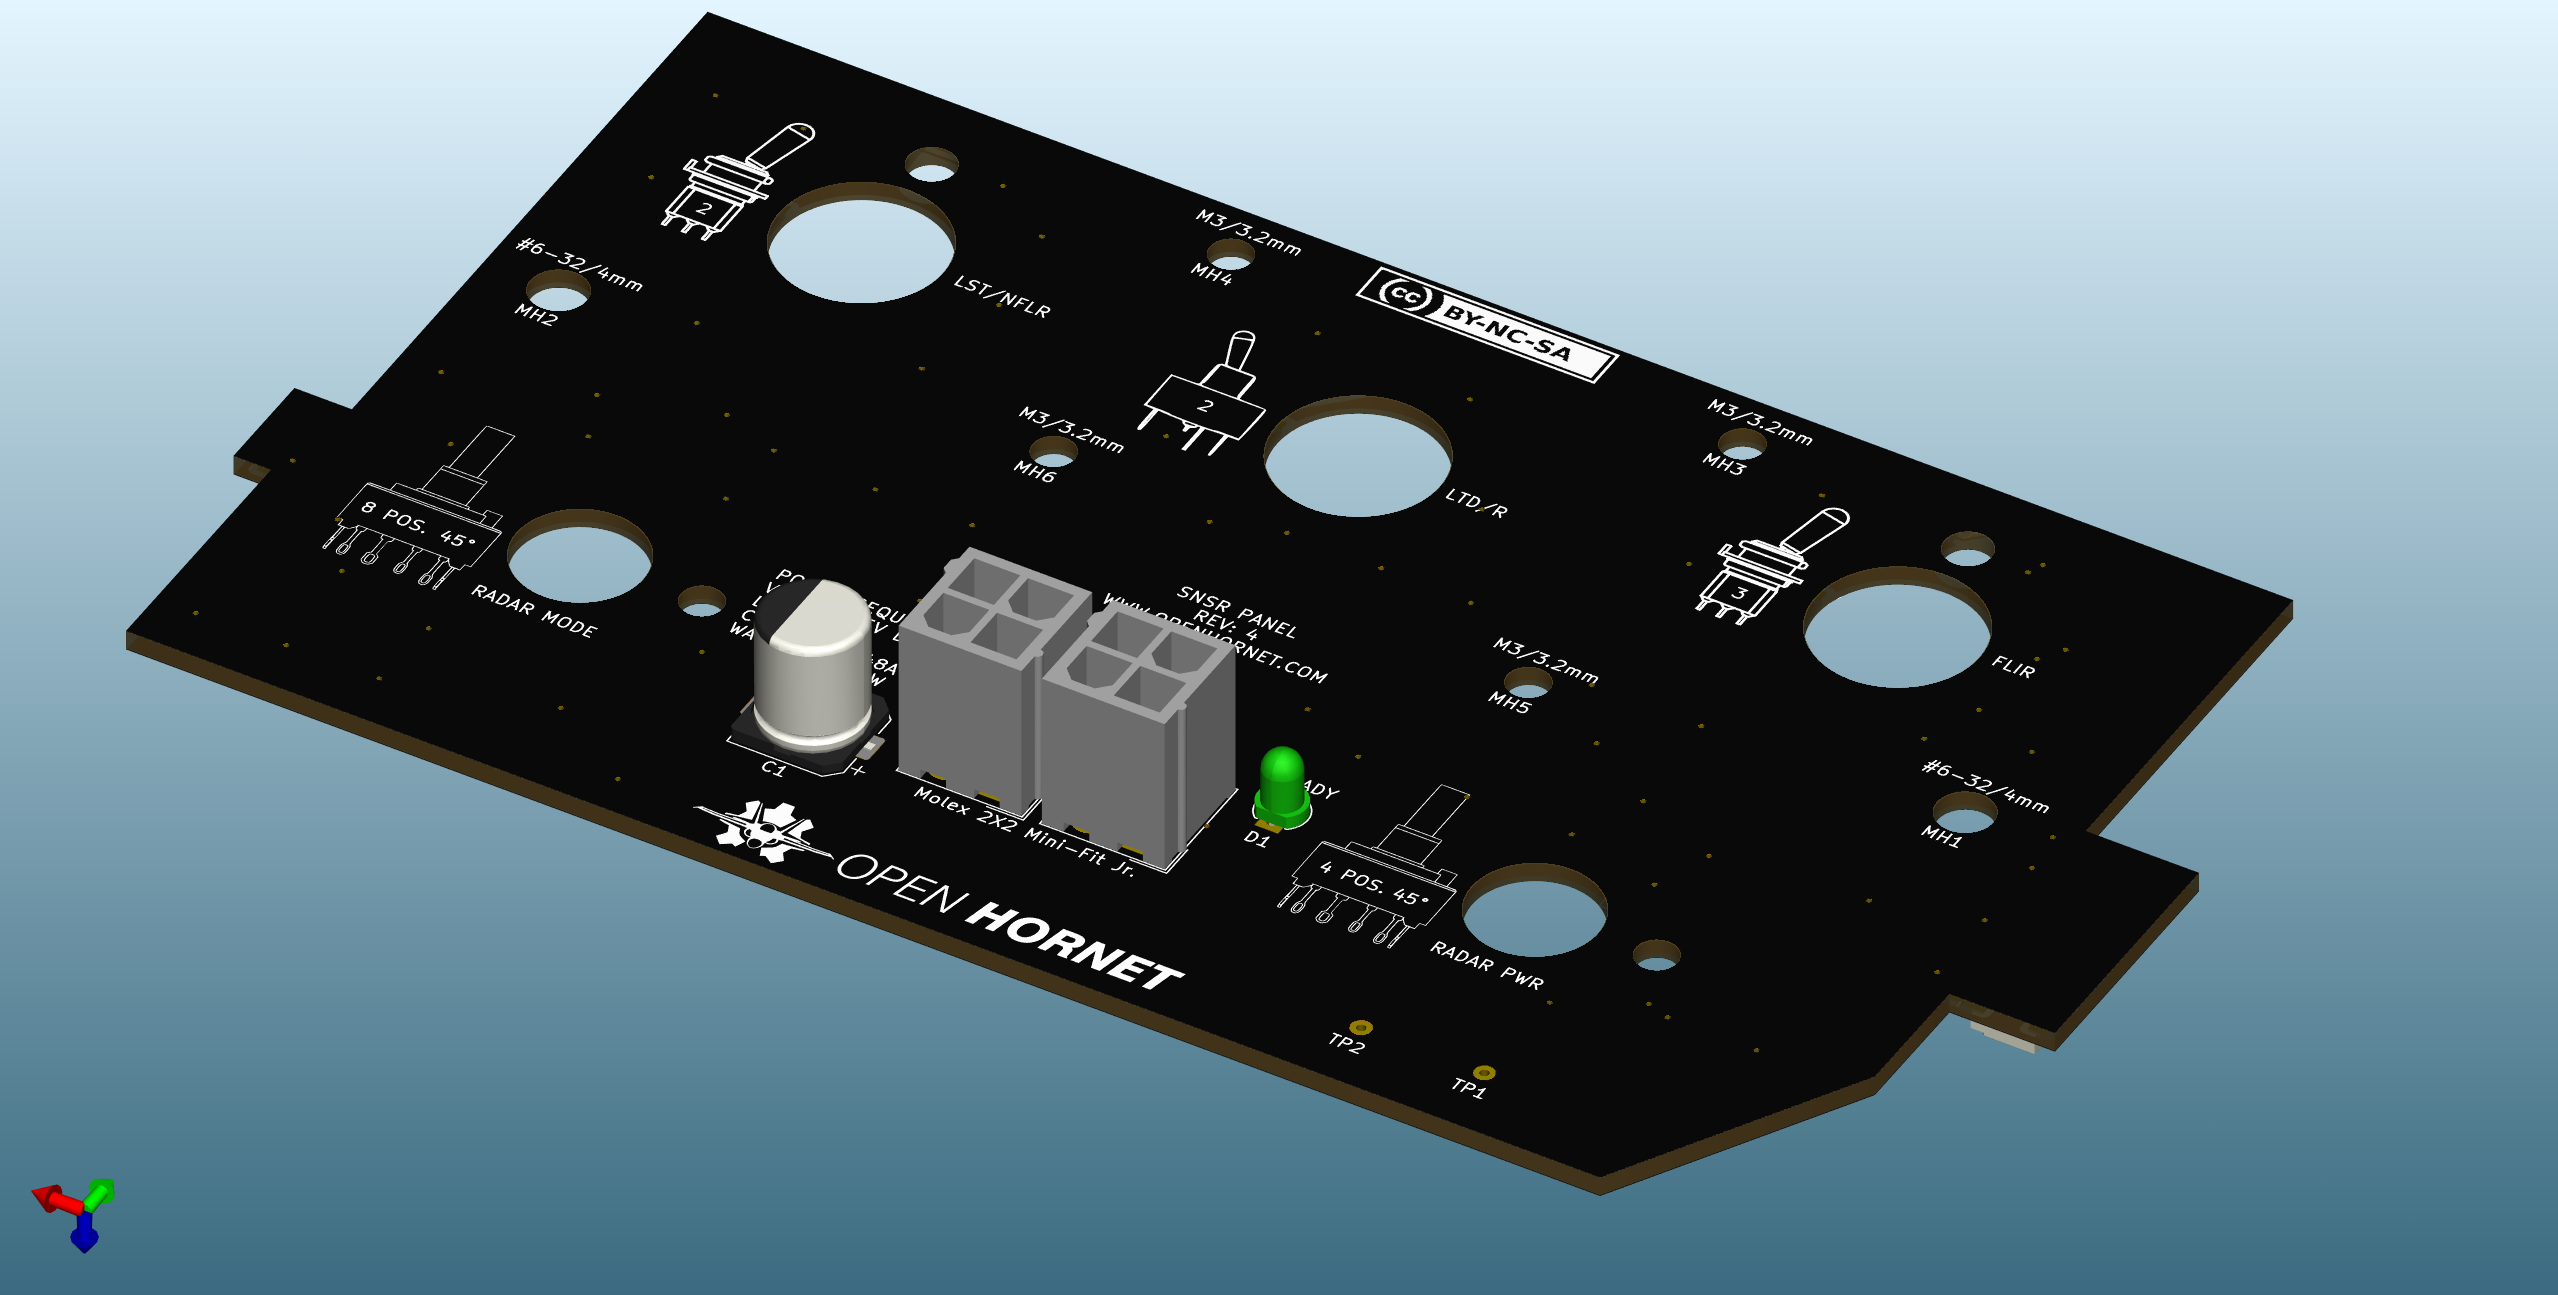 2
#6-32/4mm
MH2
LST/NFLR
M3/3.2mm
MH4
cc BY-NC-SA
2
M3/3.2mm
MH6
LTD/R
M3/3.2mm
MH3
8 POS. 45°
RADAR MODE
3
FLIR
SNSR PANEL
REV: 4
M3/3.2mm
MH5
#6-32/4mm
MH1
C1
+
Molex 2X2 Mini-Fit Jr.
D1
4 POS. 45°
RADAR PWR
OPEN HORNET
TP2
TP1